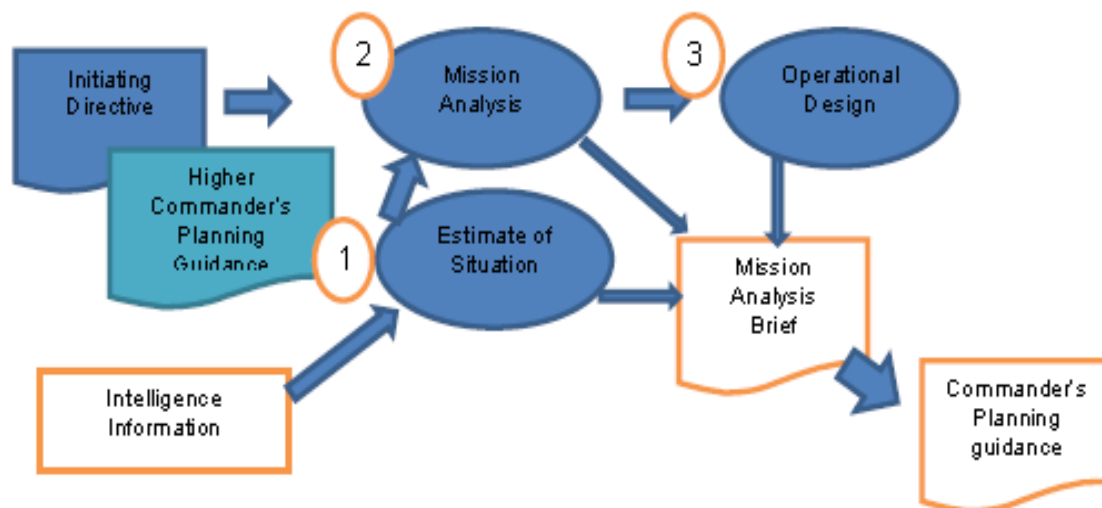 Initiating
Directive
2
Mission
Analysis
3
Operational
Design
Higher
Commander's
Planning
Guidance
1
Estimate of
Situation
Mission
Analysis
Brief
Intelligence
Information
Commander's
Planning
guidance